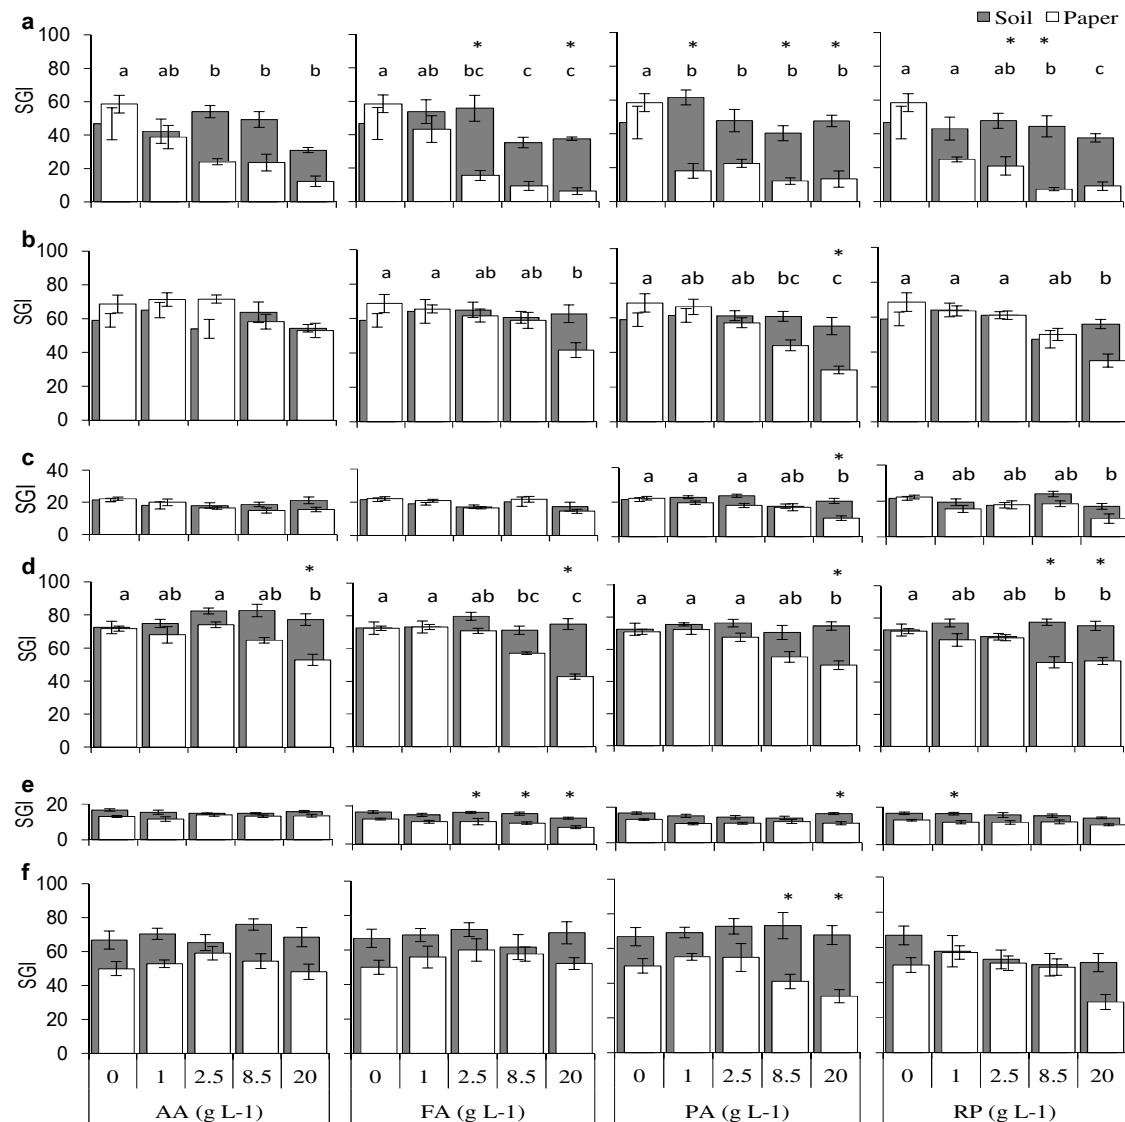 Soil Paper
a
100
* * * * * * *
a ab b b b a ab bc c c a b b b a a ab b c
80
60
40
20
0
SGI
b
100
*
a a ab ab b a ab ab bc c a a a ab b
80
60
40
20
0
SGI
c
40
*
a a a ab b a ab ab ab b
20
0
SGI
d
100
* * * * *
a ab a ab b a a ab bc c a a a ab b a ab ab b b
80
60
40
20
0
SGI
e
20
* * * * *
0
SGI
f
100
* *
80
60
40
20
0
SGI
0 1 2.5 8.5 20 0 1 2.5 8.5 20 0 1 2.5 8.5 20 0 1 2.5 8.5 20
AA (g L-1) FA (g L-1) PA (g L-1) RP (g L-1)